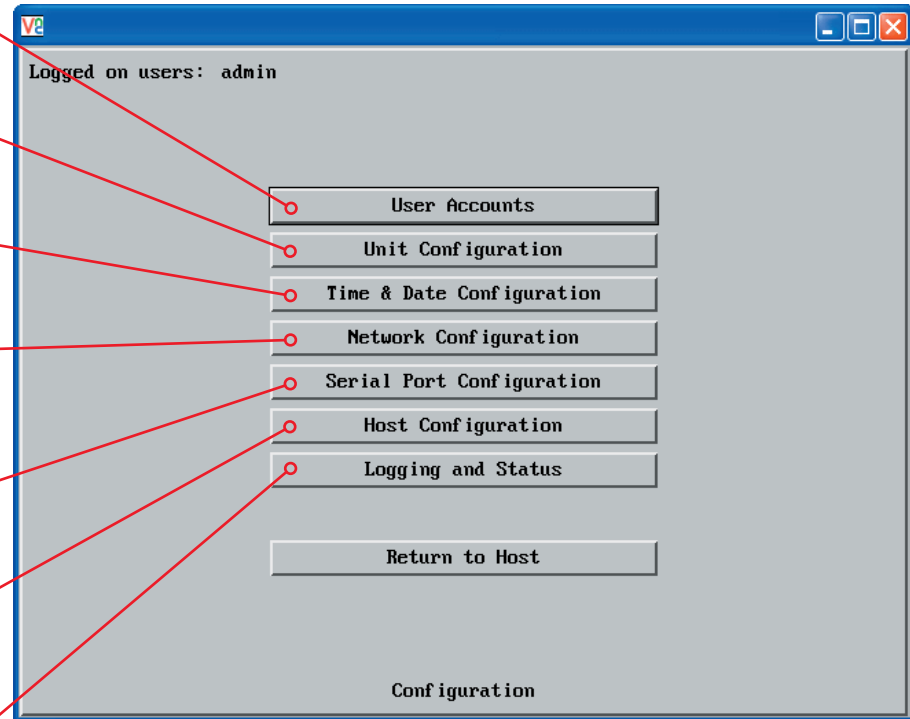 VC
Logged on users: admin
User Accounts
Unit Configuration
Time & Date Configuration
Network Configuration
Serial Port Configuration
Host Configuration
Logging and Status
Return to Host
Configuration